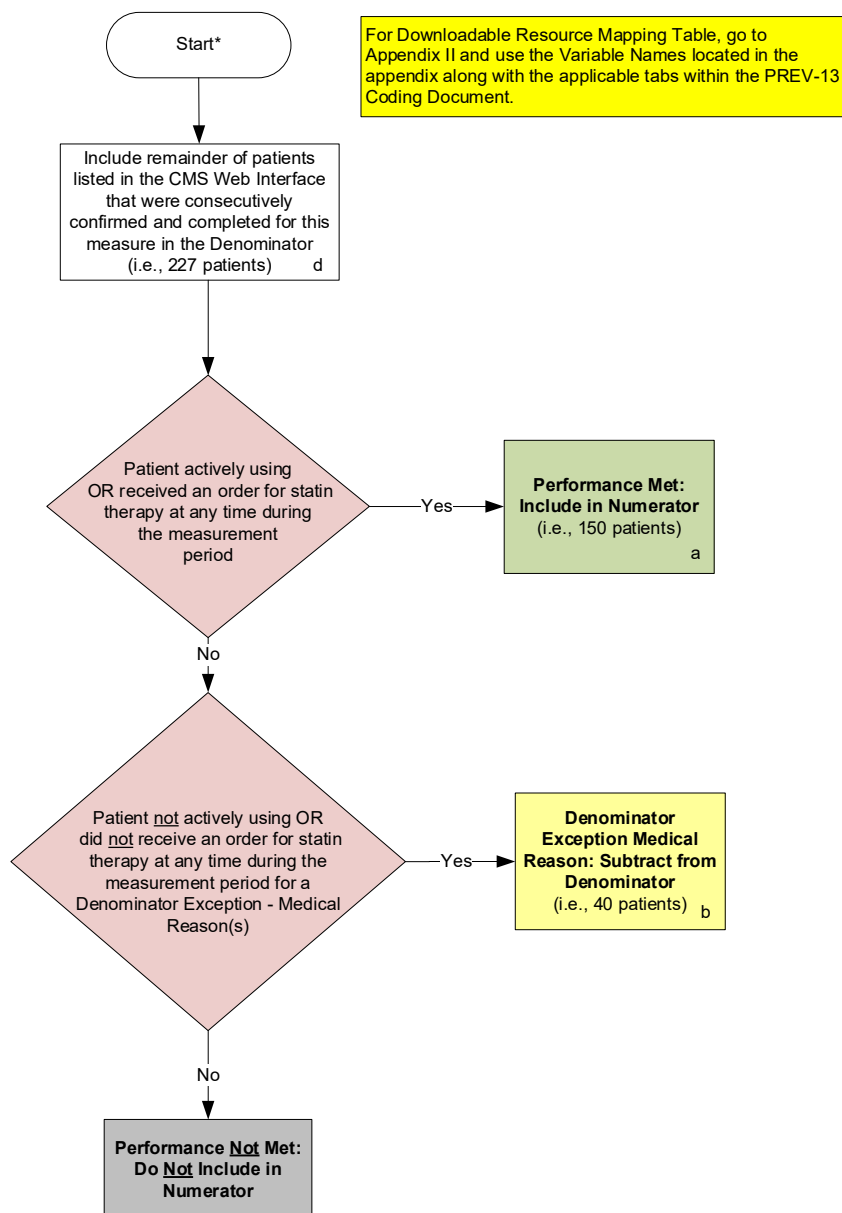 Start*
For Downloadable Resource Mapping Table, go to
Appendix II and use the Variable Names located in the
appendix along with the applicable tabs within the PREV-13
Coding Document.
Include remainder of patients
listed in the CMS Web Interface
that were consecutively
confirmed and completed for this
measure in the Denominator
(i.e., 227 patients) d
Patient actively using
OR received an order for statin
therapy at any time during
the measurement
period
Yes
Performance Met:
Include in Numerator
(i.e., 150 patients)
a
No
Patient not actively using OR
did not receive an order for statin
therapy at any time during the
measurement period for a
Denominator Exception - Medical
Reason(s)
Yes
Denominator
Exception Medical
Reason: Subtract from
Denominator
(i.e., 40 patients) b
No
Performance Not Met:
Do Not Include in
Numerator